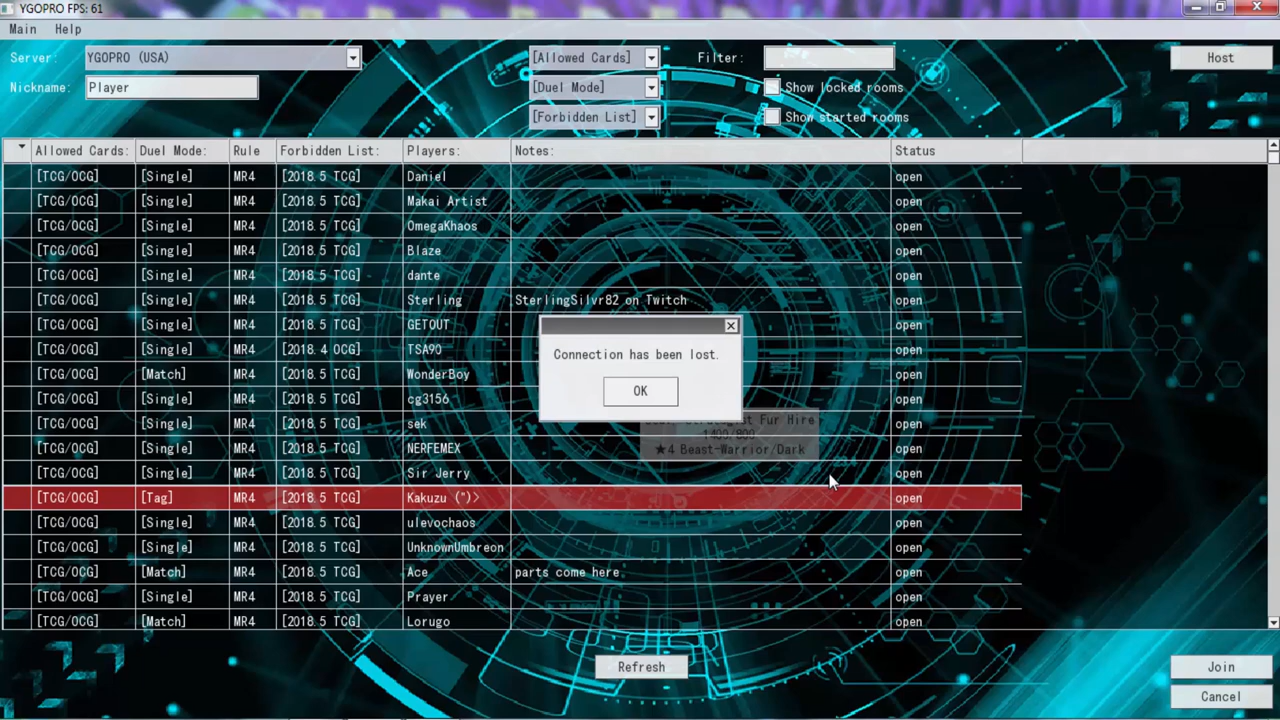 YGOPRO FPS: 61
Main Help
Server: YGOPRO (USA) [Allowed Cards] Filter: Host
Nickname: Player [Duel Mode] Show locked rooms
[Forbidden List] Show started rooms
Allowed Cards: Duel Mode: Rule Forbidden List: Players: Notes: Status
[TCG/OCG] [Single] MR4 [2018.5 TCG] Daniel open
[TCG/OCG] [Single] MR4 [2018.5 TCG] Makai Artist open
[TCG/OCG] [Single] MR4 [2018.5 TCG] OmegaKhaos open
[TCG/OCG] [Single] MR4 [2018.5 TCG] Blaze open
[TCG/OCG] [Single] MR4 [2018.5 TCG] dante open
[TCG/OCG] [Single] MR4 [2018.5 TCG] Sterling SterlingSilvr82 on Twitch open
[TCG/OCG] [Single] MR4 [2018.5 TCG] GETOUT open
[TCG/OCG] [Single] MR4 [2018.4 OCG] TSA90 open
[TCG/OCG] [Match] MR4 [2018.5 TCG] WonderBoy open
[TCG/OCG] [Single] MR4 [2018.5 TCG] cg3156 open
[TCG/OCG] [Single] MR4 [2018.5 TCG] sek open
[TCG/OCG] [Single] MR4 [2018.5 TCG] NERFEMEX open
[TCG/OCG] [Single] MR4 [2018.5 TCG] Sir Jerry open
[TCG/OCG] [Tag] MR4 [2018.5 TCG] Kakuzu (")> open
[TCG/OCG] [Single] MR4 [2018.5 TCG] ulevochaos open
[TCG/OCG] [Single] MR4 [2018.5 TCG] UnknownUmbreon open
[TCG/OCG] [Match] MR4 [2018.5 TCG] Ace parts come here open
[TCG/OCG] [Single] MR4 [2018.5 TCG] Prayer open
[TCG/OCG] [Match] MR4 [2018.5 TCG] Lorugo open
Connection has been lost.
OK
Strategist Fur Hire
1400/800
★4 Beast-Warrior/Dark
Refresh Join
Cancel